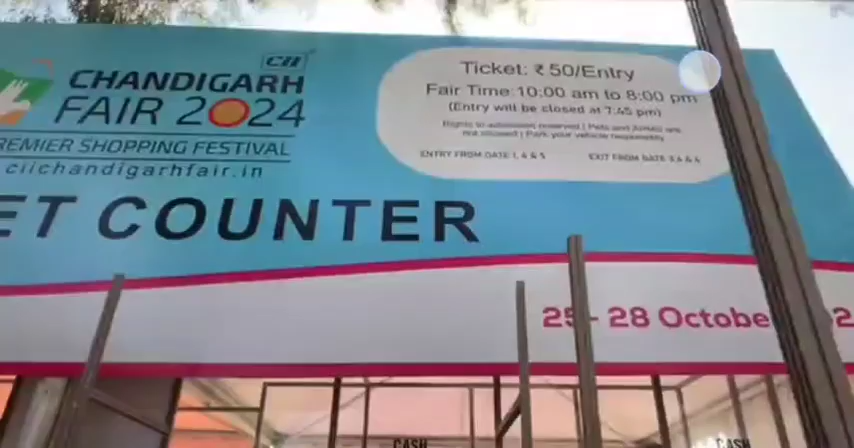 CII
CHANDIGARH
FAIR 2024
REMIER SHOPPING FESTIVAL
ciichandigarhfair.in
ET COUNTER
Ticket: ₹ 50/Entry
Fair Time: 10:00 am to 8:00 pm
(Entry will be closed at 7:45 pm)
Rights to admission reserved | Pets and Arms are
not allowed | Park your vehicle responsibly
ENTRY FROM GATE 1, 4 & 5 EXIT FROM GATE 3 4 & 5
25 - 28 October
CASH
CASH